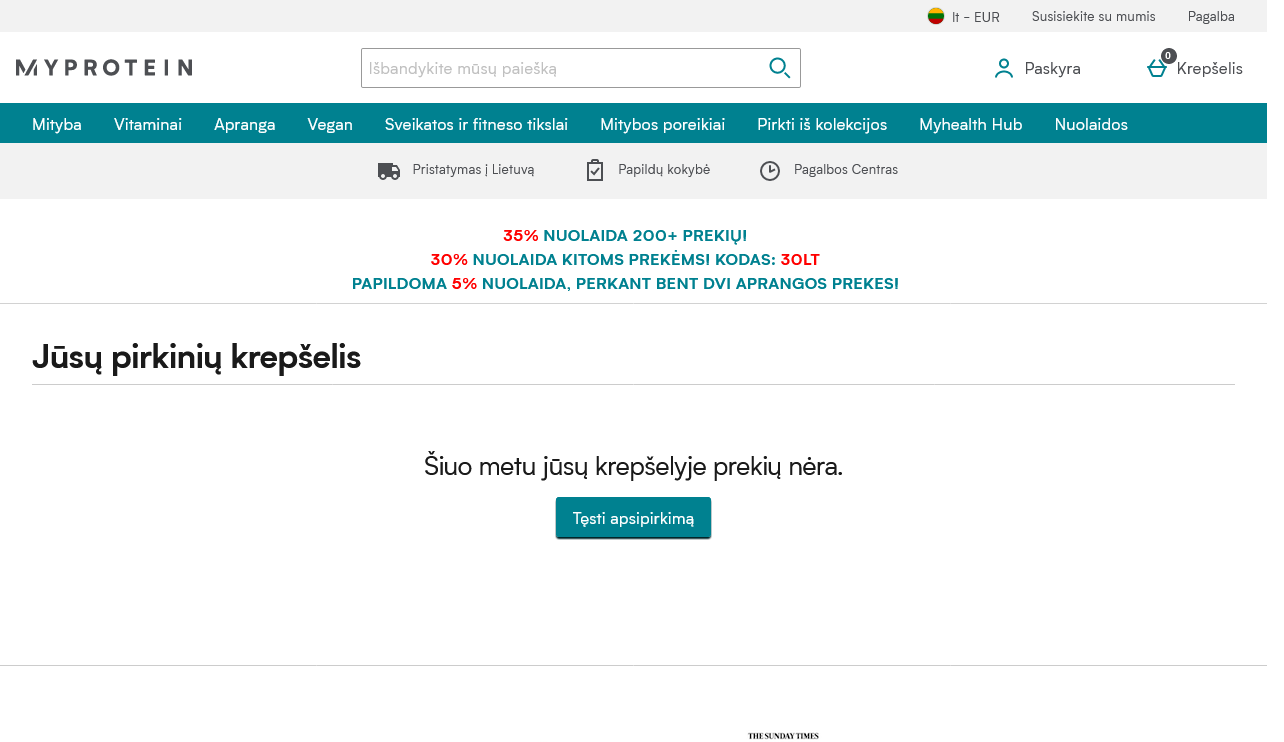 lt - EUR
Susisiekite su mumis
Pagalba
MYPROTEIN
Išbandykite mūsų paiešką
Paskyra
0
Krepšelis
Mityba
Vitaminai
Apranga
Vegan
Sveikatos ir fitneso tikslai
Mitybos poreikiai
Pirkti iš kolekcijos
Myhealth Hub
Nuolaidos
Pristatymas į Lietuvą
Papildų kokybė
Pagalbos Centras
35% NUOLAIDA 200+ PREKIŲ!
30% NUOLAIDA KITOMS PREKĖMS! KODAS: 30LT
PAPILDOMA 5% NUOLAIDA, PERKANT BENT DVI APRANGOS PREKES!
Jūsų pirkinių krepšelis
Šiuo metu jūsų krepšelyje prekių nėra.
Tęsti apsipirkimą
THE SUNDAY TIMES